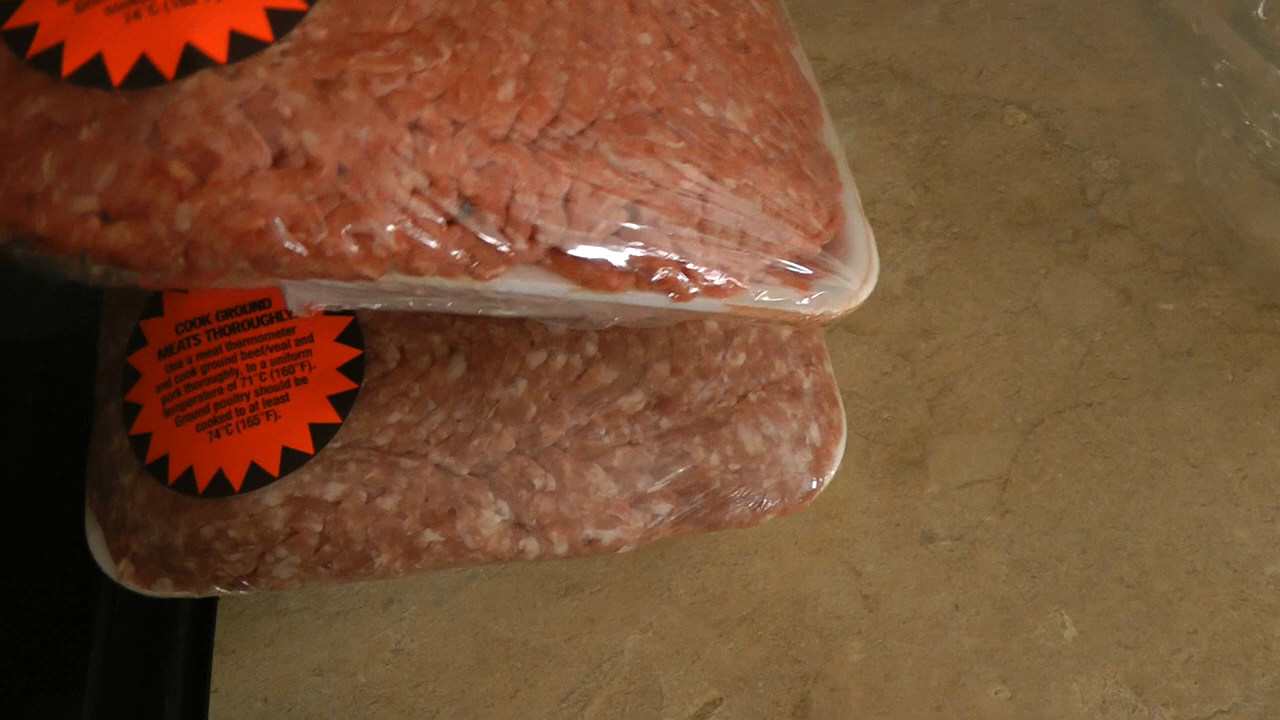 74°C (165°F).
COOK GROUND
MEATS THOROUGHLY.
Use a meat thermometer
and cook ground beef/veal and
pork thoroughly, to a uniform
temperature of 71°C (160°F).
Ground poultry should be
cooked to at least
74°C (165°F).